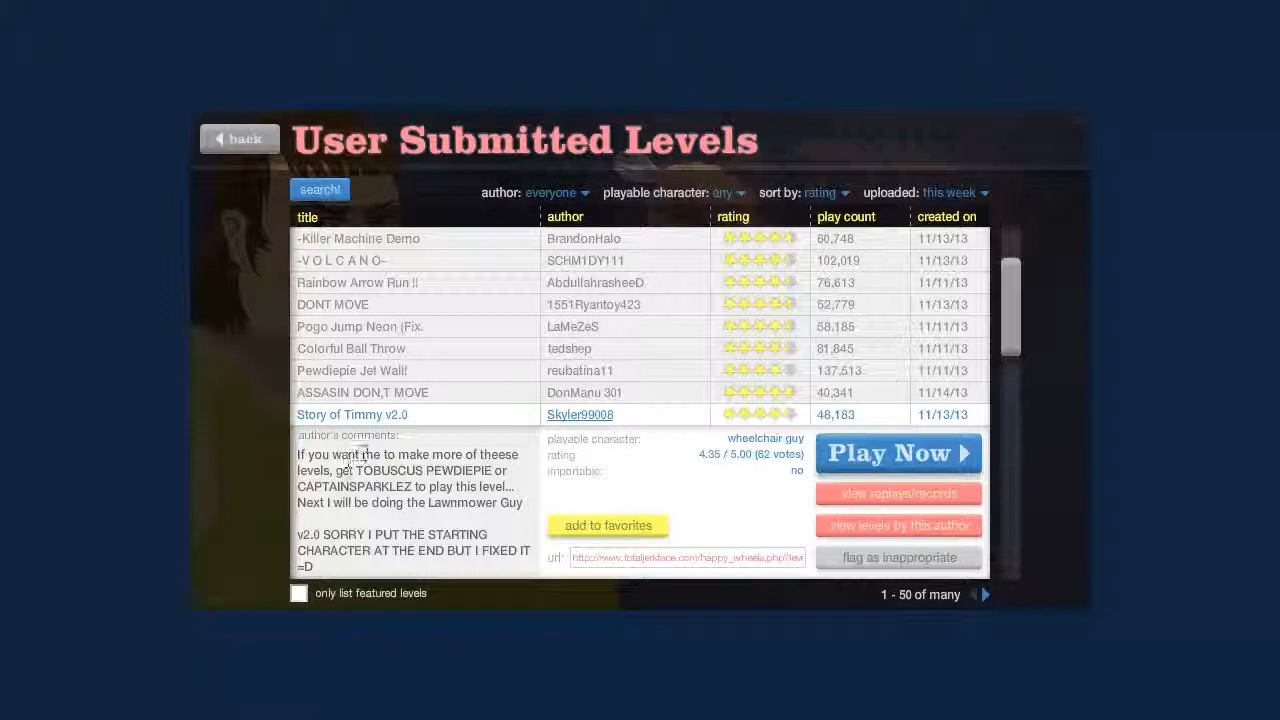 back
User Submitted Levels
search!
author: everyone playable character: any sort by: rating uploaded: this week
title author rating play count created on
-Killer Machine Demo BrandonHalo 60,748 11/13/13
-V O L C A N O- SCHM1DY111 102,019 11/13/13
Rainbow Arrow Run !! AbdullahrasheeD 76,613 11/11/13
DONT MOVE 1551Ryantoy423 52,779 11/13/13
Pogo Jump Neon (Fix. LaMeZeS 58,185 11/11/13
Colorful Ball Throw tedshep 81,845 11/11/13
Pewdiepie Jet Wall! reubatina11 137,513 11/11/13
ASSASIN DON,T MOVE DonManu 301 40,341 11/14/13
Story of Timmy v2.0 Skyler99008 48,183 11/13/13
author's comments:
If you want me to make more of theese
levels, get TOBUSCUS PEWDIEPIE or
CAPTAINSPARKLEZ to play this level...
Next I will be doing the Lawnmower Guy
v2.0 SORRY I PUT THE STARTING
CHARACTER AT THE END BUT I FIXED IT
=D
playable character: wheelchair guy
rating 4.35 / 5.00 (62 votes)
importable: no
add to favorites
url: http://www.totaljerkface.com/happy_wheels.php?leve
Play Now
view replays/records
view levels by this author
flag as inappropriate
only list featured levels
1 - 50 of many